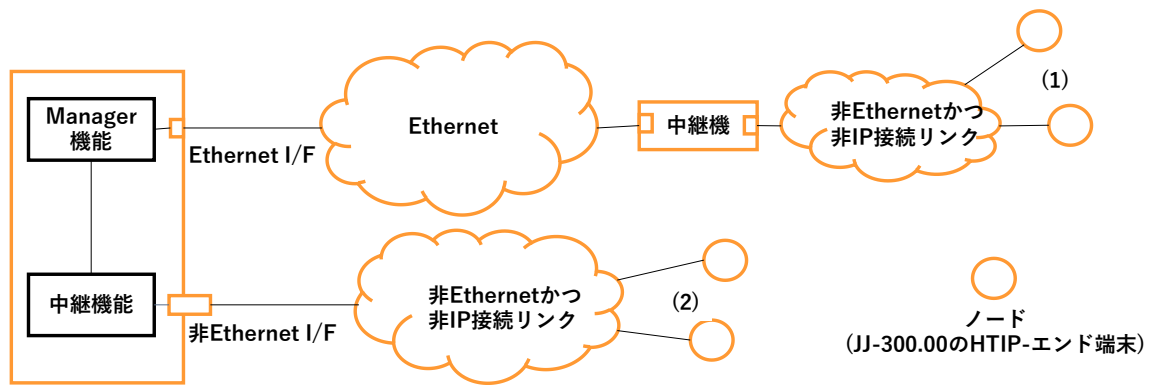 Manager
機能
Ethernet I/F
Ethernet
中継機
非Ethernetかつ
非IP接続リンク
(1)
中継機能
非Ethernet I/F
非Ethernetかつ
非IP接続リンク
(2)
ノード
(JJ-300.00のHTIP-エンド端末)